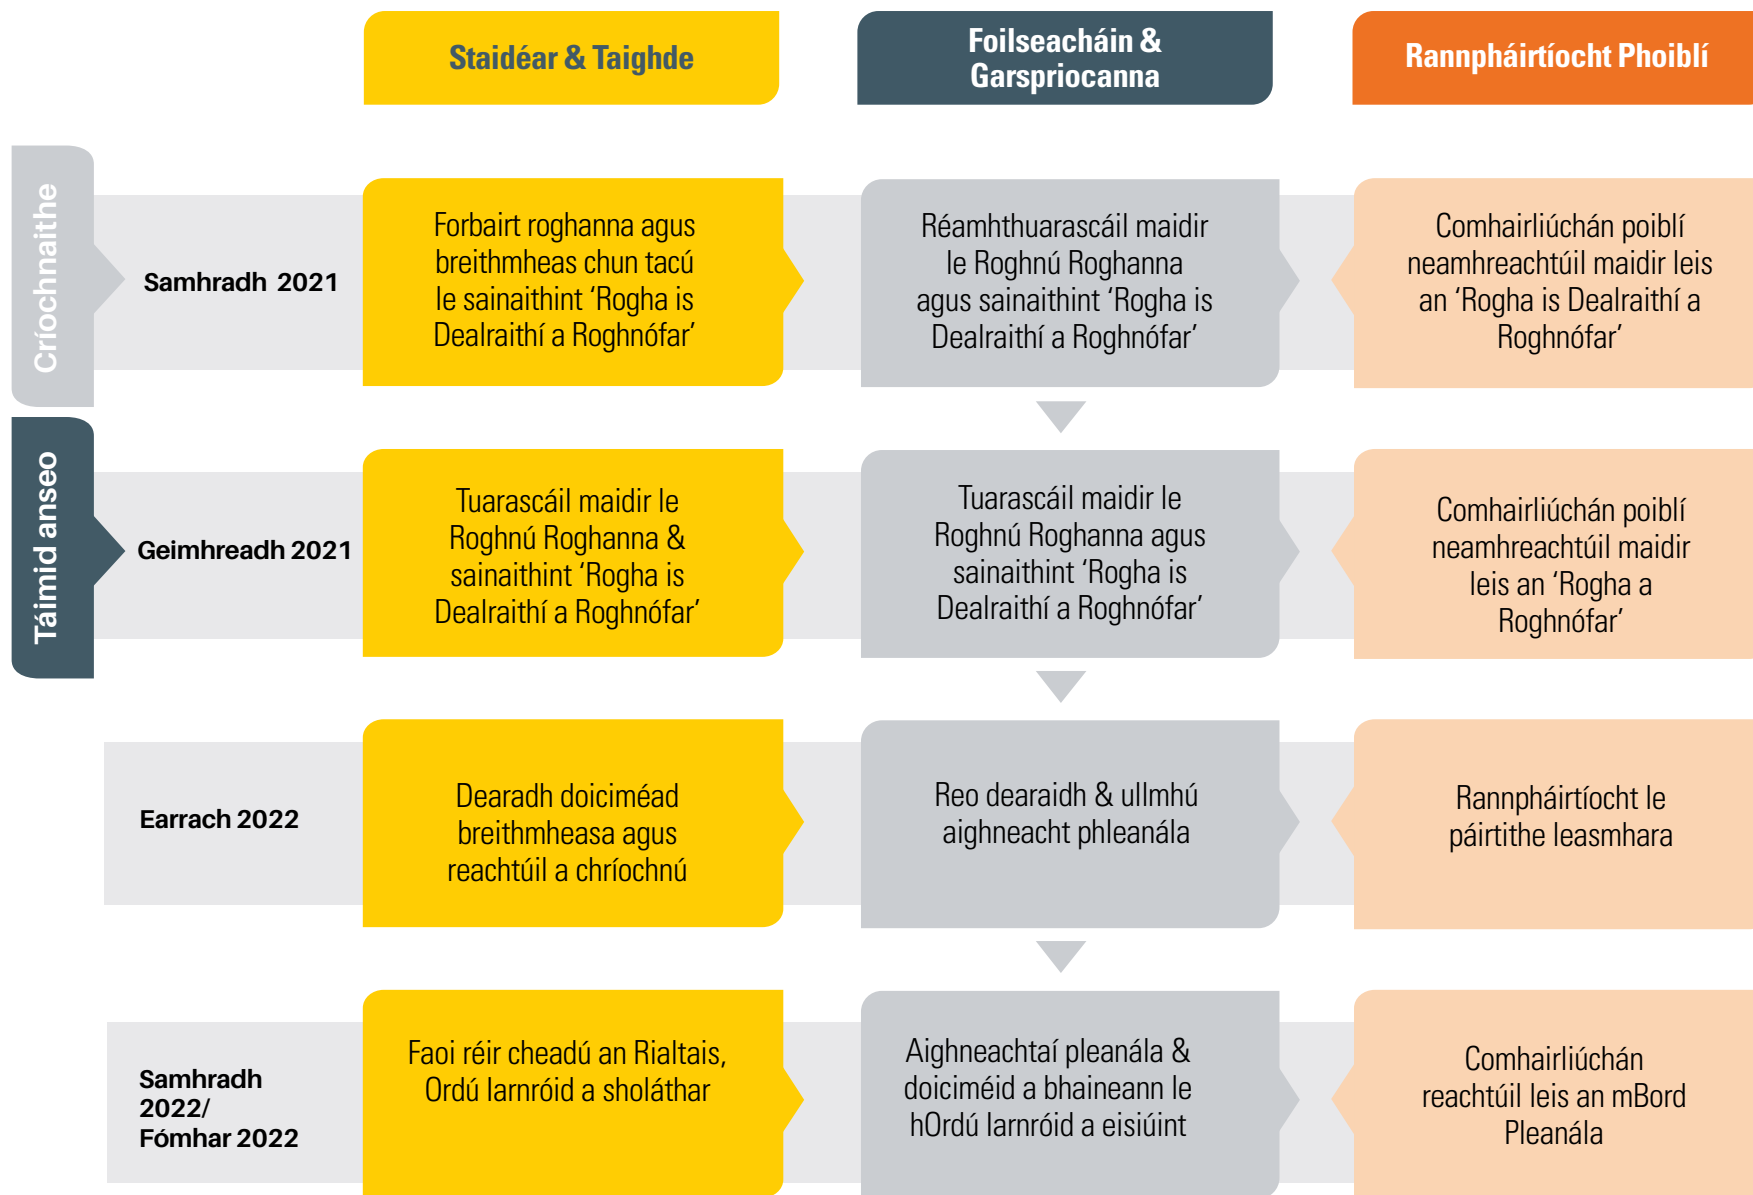 Staidéar & Taighde
Foilseacháin &
Garspriocanna
Rannpháirtíocht Phoiblí
Críochnaithe
Samhradh 2021
Forbairt roghanna agus
breithmheas chun tacú
le sainaithint ‘Rogha is
Dealraithí a Roghnófar’
Réamhthuarascáil maidir
le Roghnú Roghanna
agus sainaithint ‘Rogha is
Dealraithí a Roghnófar’
Comhairliúchán poiblí
neamhreachtúil maidir leis
an ‘Rogha is Dealraithí a
Roghnófar’
Táimid anseo
Geimhreadh 2021
Tuarascáil maidir le
Roghnú Roghanna &
sainaithint ‘Rogha is
Dealraithí a Roghnófar’
Tuarascáil maidir le
Roghnú Roghanna agus
sainaithint ‘Rogha is
Dealraithí a Roghnófar’
Comhairliúchán poiblí
neamhreachtúil maidir
leis an ‘Rogha a
Roghnófar’
Earrach 2022
Dearadh doiciméad
breithmheasa agus
reachtúil a chríochnú
Reo dearaidh & ullmhú
aighneacht phleanála
Rannpháirtíocht le
páirtithe leasmhara
Samhradh
2022/
Fómhar 2022
Faoi réir cheadú an Rialtais,
Ordú Iarnróid a sholáthar
Aighneachtaí pleanála &
doiciméid a bhaineann le
hOrdú Iarnróid a eisiúint
Comhairliúchán
reachtúil leis an mBord
Pleanála